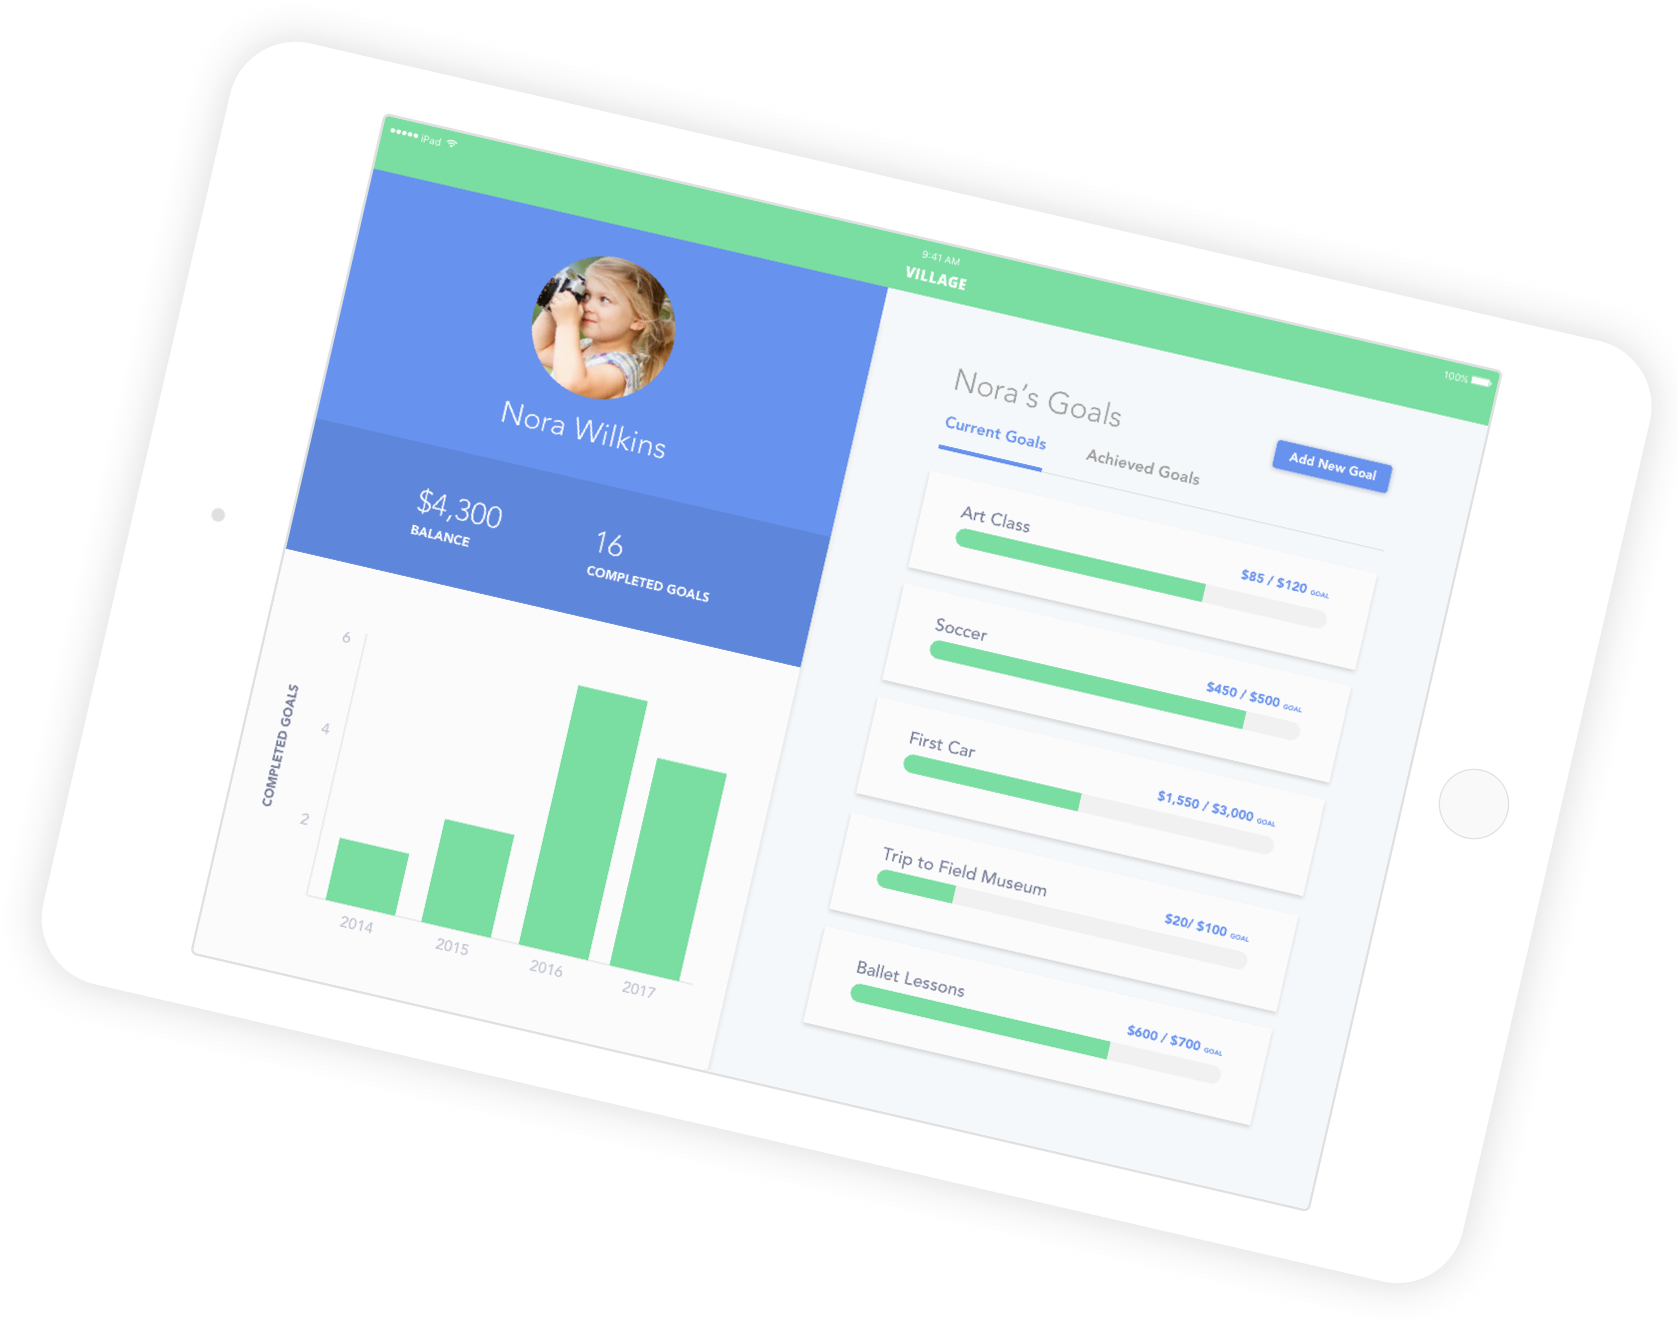 iPad
9:41 AM
100%
VILLAGE
Nora Wilkins
$4,300
BALANCE
16
COMPLETED GOALS
COMPLETED GOALS
6
4
2
2014
2015
2016
2017
Nora's Goals
Current Goals
Achieved Goals
Add New Goal
Art Class
$85 / $120 GOAL
Soccer
$450 / $500 GOAL
First Car
$1,550 / $3,000 GOAL
Trip to Field Museum
$20/ $100 GOAL
Ballet Lessons
$600 / $700 GOAL